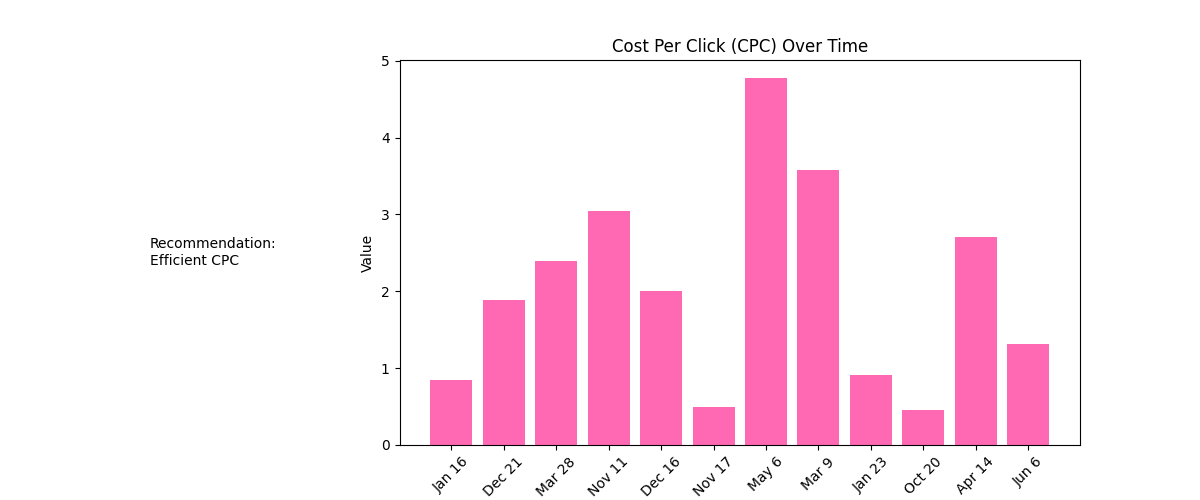 Cost Per Click (CPC) Over Time
Recommendation:
Efficient CPC
Value
5
4
3
2
1
0
Jan 16
Dec 21
Mar 28
Nov 11
Dec 16
Nov 17
May 6
Mar 9
Jan 23
Oct 20
Apr 14
Jun 6